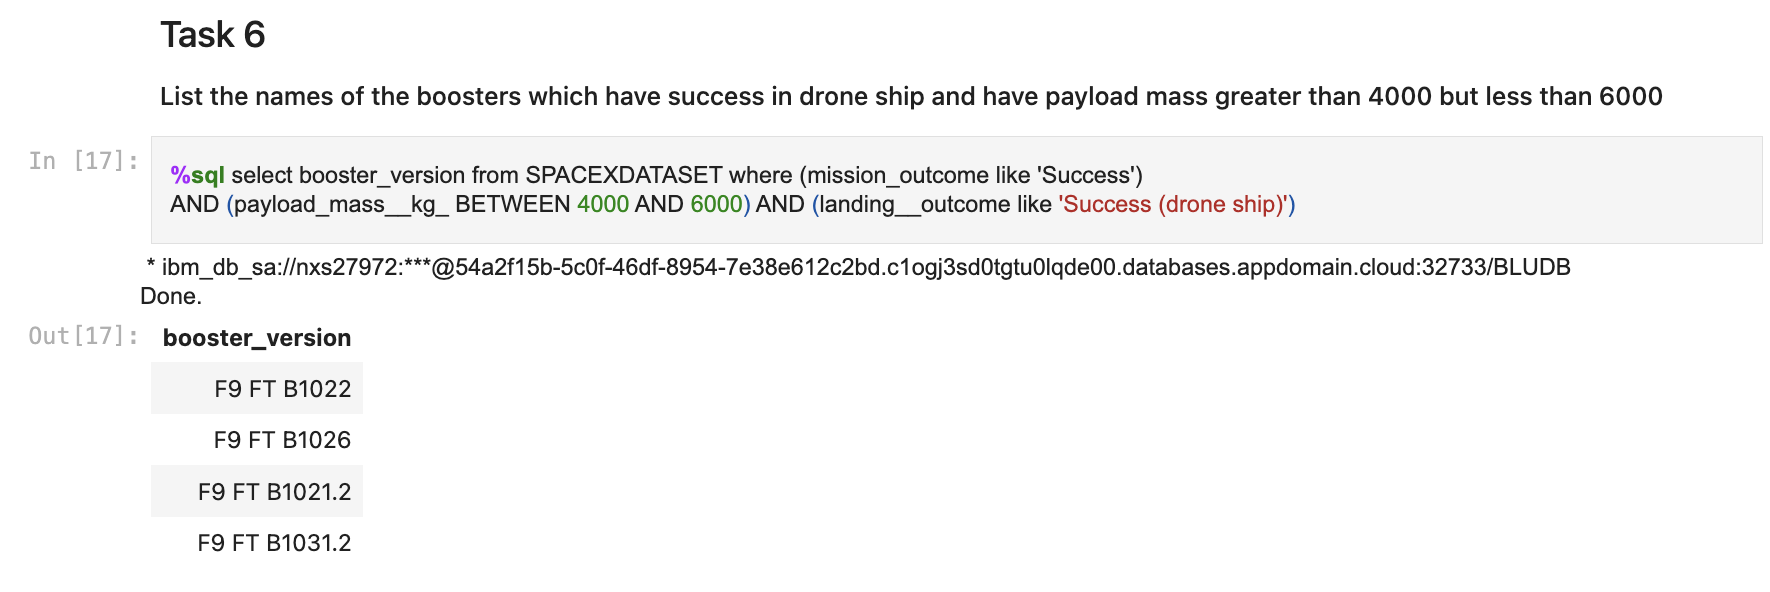 Task 6
List the names of the boosters which have success in drone ship and have payload mass greater than 4000 but less than 6000
In [17]:
%sql select booster_version from SPACEXDATASET where (mission_outcome like 'Success')
AND (payload_mass__kg_ BETWEEN 4000 AND 6000) AND (landing__outcome like 'Success (drone ship)')
* ibm_db_sa://nxs27972:***@54a2f15b-5c0f-46df-8954-7e38e612c2bd.c1ogj3sd0tgtu0lqde00.databases.appdomain.cloud:32733/BLUDB
Done.
Out[17]:
booster_version
F9 FT B1022
F9 FT B1026
F9 FT B1021.2
F9 FT B1031.2